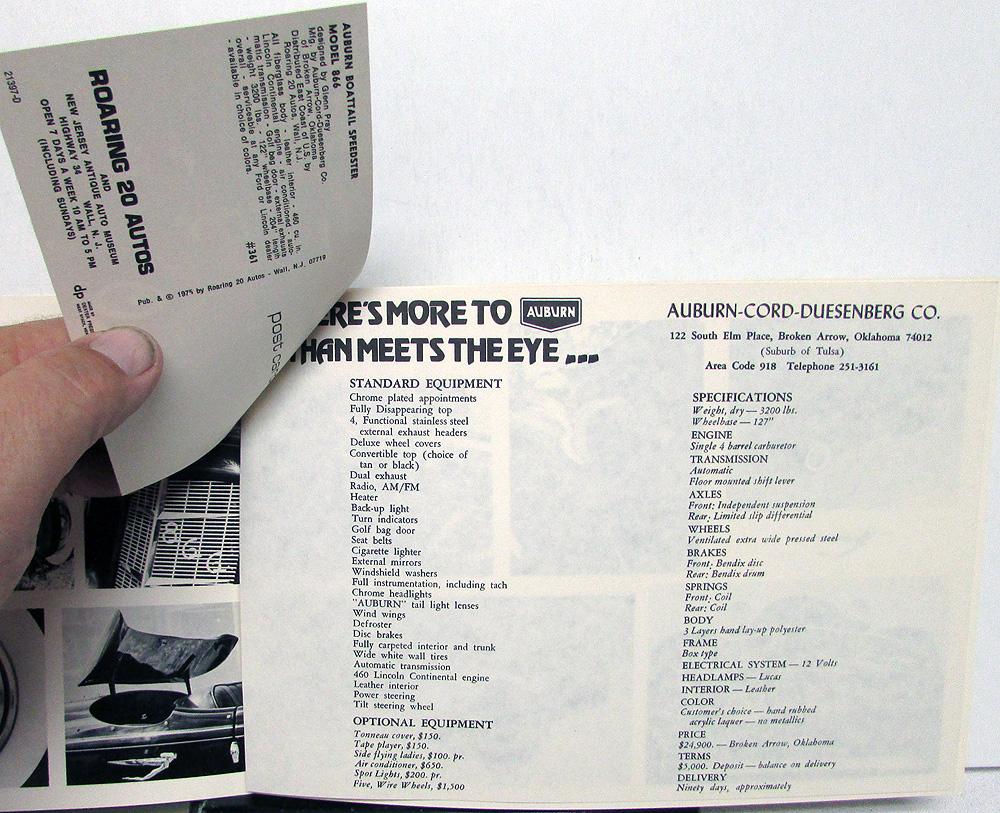 AUBURN BOATTAIL SPEEDSTER
MODEL 866
designed by Glenn Pray
Mfg. by Auburn-Cord-Duesenberg Co.
of Broken Arrow, Oklahoma
Distributed East Coast of U.S. by
Roaring 20 Autos, Wall, N.J.
All fiberglass body - leather interior - 460 cu. in.
Lincoln Continental engine - air conditioned - auto-
matic transmission - Golf bag door - external exhausts
- weight 3200 lbs. - 122" wheelbase - 204" length
overall - serviceable at any Ford or Lincoln dealer
- available in choice of colors.
#361
ROARING 20 AUTOS
AND
NEW JERSEY ANTIQUE AUTO MUSEUM
HIGHWAY 34 WALL, N. J.
OPEN 7 DAYS A WEEK 10 AM TO 5 PM
(INCLUDING SUNDAYS)
21397-D
dp
Pub. & © 1975 by Roaring 20 Autos - Wall, N.J. 07719
post ca
ERE'S MORE TO AUBURN
HAN MEETS THE EYE ...
STANDARD EQUIPMENT
Chrome plated appointments
Fully Disappearing top
4, Functional stainless steel
external exhaust headers
Deluxe wheel covers
Convertible top (choice of
tan or black)
Dual exhaust
Radio, AM/FM
Heater
Back-up light
Turn indicators
Golf bag door
Seat belts
Cigarette lighter
External mirrors
Windshield washers
Full instrumentation, including tach
Chrome headlights
"AUBURN" tail light lenses
Wind wings
Defroster
Disc brakes
Fully carpeted interior and trunk
Wide white wall tires
Automatic transmission
460 Lincoln Continental engine
Leather interior
Power steering
Tilt steering wheel
OPTIONAL EQUIPMENT
Tonneau cover, $150.
Tape player, $150.
Side flying ladies, $100. pr.
Air conditioner, $650.
Spot Lights, $200. pr.
Five, Wire Wheels, $1,500
AUBURN-CORD-DUESENBERG CO.
122 South Elm Place, Broken Arrow, Oklahoma 74012
(Suburb of Tulsa)
Area Code 918 Telephone 251-3161
SPECIFICATIONS
Weight, dry — 3200 lbs.
Wheelbase — 127"
ENGINE
Single 4 barrel carburetor
TRANSMISSION
Automatic
Floor mounted shift lever
AXLES
Front: Independent suspension
Rear: Limited slip differential
WHEELS
Ventilated extra wide pressed steel
BRAKES
Front: Bendix disc
Rear: Bendix drum
SPRINGS
Front: Coil
Rear: Coil
BODY
3 Layers hand lay-up polyester
FRAME
Box type
ELECTRICAL SYSTEM — 12 Volts
HEADLAMPS — Lucas
INTERIOR — Leather
COLOR
Customer's choice — hand rubbed
acrylic laquer — no metallics
PRICE
$24,900. — Broken Arrow, Oklahoma
TERMS
$5,000. Deposit — balance on delivery
DELIVERY
Ninety days, approximately